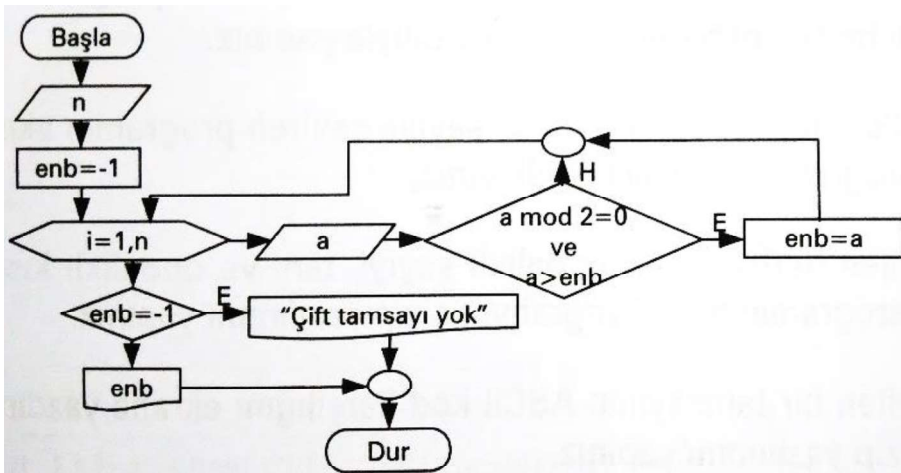 Başla
n
enb=-1
i=1,n
a
a mod 2=0
ve
a>enb
H
E
enb=a
enb=-1
E
“Çift tamsayı yok”
enb
Dur